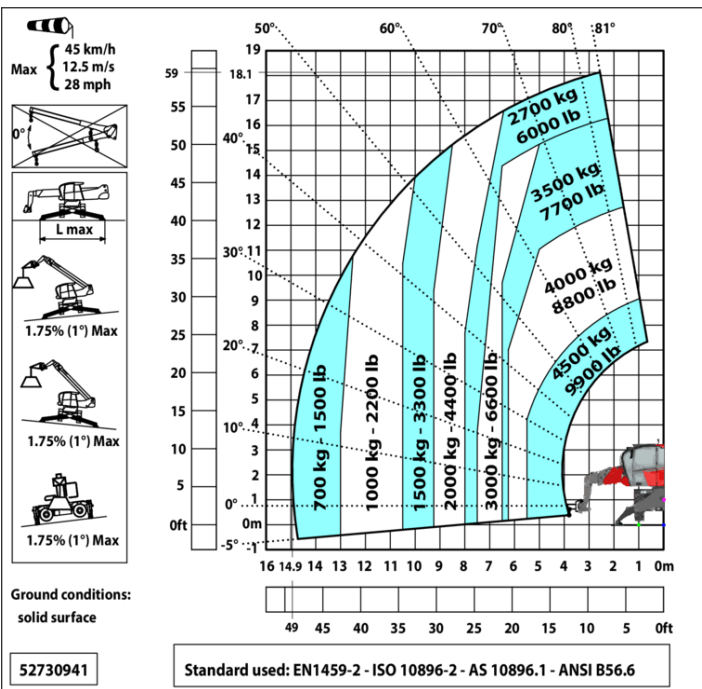 Max
45 km/h
12.5 m/s
28 mph
0°
L max
1.75% (1°) Max
1.75% (1°) Max
1.75% (1°) Max
Ground conditions:
solid surface
52730941
59
55
50
45
40
35
30
25
20
15
10
5
0ft
19
18.1
17
16
15
14
13
12
11
10
9
8
7
6
5
4
3
2
1
0m
-1
50°
60°
70°
80°
81°
40°
30°
20°
10°
0°
-5°
2700 kg
6000 lb
3500 kg
7700 lb
4000 kg
8800 lb
4500 kg
9900 lb
700 kg - 1500 lb
1000 kg - 2200 lb
1500 kg - 3300 lb
2000 kg - 4400 lb
3000 kg - 6600 lb
16 14.9 14 13 12 11 10 9 8 7 6 5 4 3 2 1 0m
49 45 40 35 30 25 20 15 10 5 0ft
Standard used: EN1459-2 - ISO 10896-2 - AS 10896.1 - ANSI B56.6